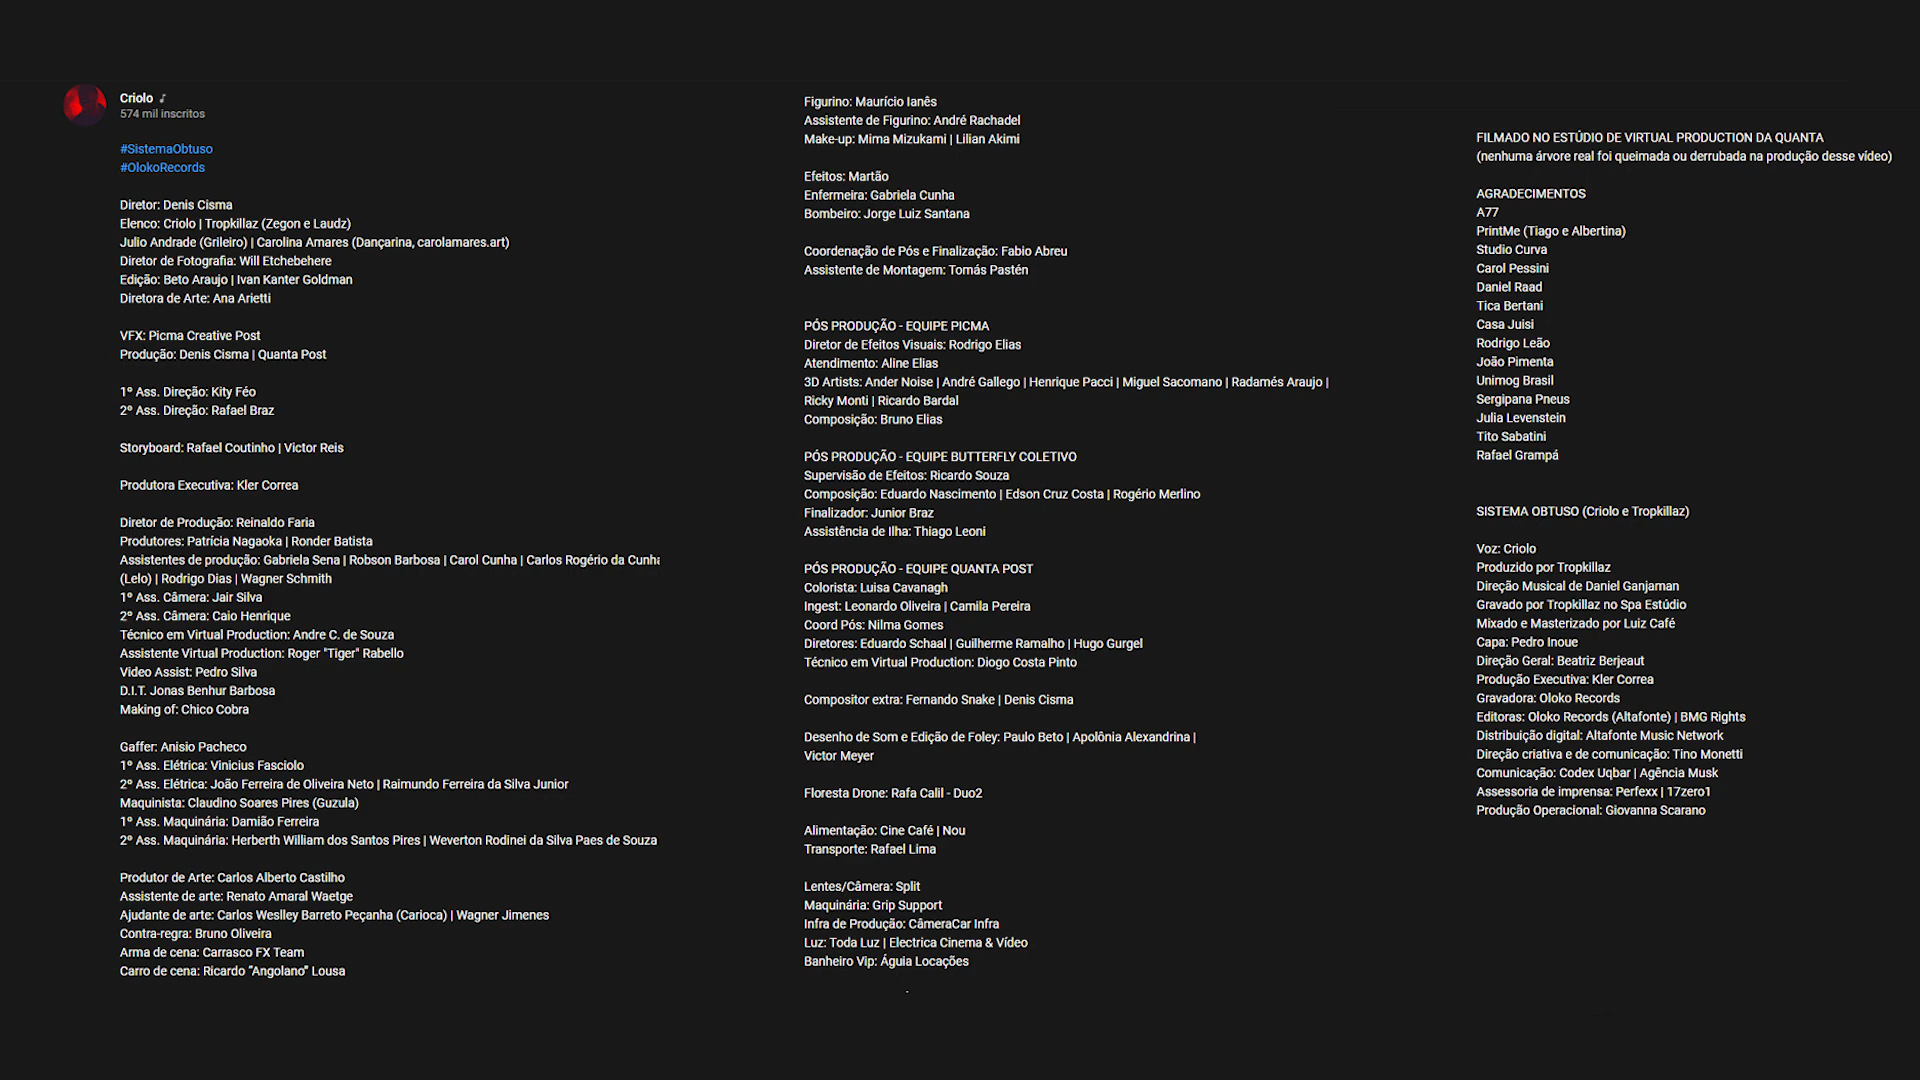 Criolo
574 mil inscritos
#SistemaObtuso
#OlokoRecords
Diretor: Denis Cisma
Elenco: Criolo | Tropkillaz (Zegon e Laudz)
Julio Andrade (Grileiro) | Carolina Amares (Dançarina, carolamares.art)
Diretor de Fotografia: Will Etchebehere
Edição: Beto Araujo | Ivan Kanter Goldman
Diretora de Arte: Ana Arietti
VFX: Picma Creative Post
Produção: Denis Cisma | Quanta Post
1º Ass. Direção: Kity Féo
2º Ass. Direção: Rafael Braz
Storyboard: Rafael Coutinho | Victor Reis
Produtora Executiva: Kler Correa
Diretor de Produção: Reinaldo Faria
Produtores: Patrícia Nagaoka | Ronder Batista
Assistentes de produção: Gabriela Sena | Robson Barbosa | Carol Cunha | Carlos Rogério da Cunha
(Lelo) | Rodrigo Dias | Wagner Schmith
1º Ass. Câmera: Jair Silva
2º Ass. Câmera: Caio Henrique
Técnico em Virtual Production: Andre C. de Souza
Assistente Virtual Production: Roger "Tiger" Rabello
Video Assist: Pedro Silva
D.I.T. Jonas Benhur Barbosa
Making of: Chico Cobra
Gaffer: Anisio Pacheco
1º Ass. Elétrica: Vinicius Fasciolo
2º Ass. Elétrica: João Ferreira de Oliveira Neto | Raimundo Ferreira da Silva Junior
Maquinista: Claudino Soares Pires (Guzula)
1º Ass. Maquinária: Damião Ferreira
2º Ass. Maquinária: Herberth William dos Santos Pires | Weverton Rodinei da Silva Paes de Souza
Produtor de Arte: Carlos Alberto Castilho
Assistente de arte: Renato Amaral Waetge
Ajudante de arte: Carlos Weslley Barreto Peçanha (Carioca) | Wagner Jimenes
Contra-regra: Bruno Oliveira
Arma de cena: Carrasco FX Team
Carro de cena: Ricardo “Angolano” Lousa
Figurino: Maurício Ianês
Assistente de Figurino: André Rachadel
Make-up: Mima Mizukami | Lilian Akimi
Efeitos: Martão
Enfermeira: Gabriela Cunha
Bombeiro: Jorge Luiz Santana
Coordenação de Pós e Finalização: Fabio Abreu
Assistente de Montagem: Tomás Pastén
PÓS PRODUÇÃO - EQUIPE PICMA
Diretor de Efeitos Visuais: Rodrigo Elias
Atendimento: Aline Elias
3D Artists: Ander Noise | André Gallego | Henrique Pacci | Miguel Sacomano | Radamés Araujo |
Ricky Monti | Ricardo Bardal
Composição: Bruno Elias
PÓS PRODUÇÃO - EQUIPE BUTTERFLY COLETIVO
Supervisão de Efeitos: Ricardo Souza
Composição: Eduardo Nascimento | Edson Cruz Costa | Rogério Merlino
Finalizador: Junior Braz
Assistência de Ilha: Thiago Leoni
PÓS PRODUÇÃO - EQUIPE QUANTA POST
Colorista: Luisa Cavanagh
Ingest: Leonardo Oliveira | Camila Pereira
Coord Pós: Nilma Gomes
Diretores: Eduardo Schaal | Guilherme Ramalho | Hugo Gurgel
Técnico em Virtual Production: Diogo Costa Pinto
Compositor extra: Fernando Snake | Denis Cisma
Desenho de Som e Edição de Foley: Paulo Beto | Apolônia Alexandrina |
Victor Meyer
Floresta Drone: Rafa Calil - Duo2
Alimentação: Cine Café | Nou
Transporte: Rafael Lima
Lentes/Câmera: Split
Maquinária: Grip Support
Infra de Produção: CâmeraCar Infra
Luz: Toda Luz | Electrica Cinema & Vídeo
Banheiro Vip: Águia Locações
FILMADO NO ESTÚDIO DE VIRTUAL PRODUCTION DA QUANTA
(nenhuma árvore real foi queimada ou derrubada na produção desse vídeo)
AGRADECIMENTOS
A77
PrintMe (Tiago e Albertina)
Studio Curva
Carol Pessini
Daniel Raad
Tica Bertani
Casa Juisi
Rodrigo Leão
João Pimenta
Unimog Brasil
Sergipana Pneus
Julia Levenstein
Tito Sabatini
Rafael Grampá
SISTEMA OBTUSO (Criolo e Tropkillaz)
Voz: Criolo
Produzido por Tropkillaz
Direção Musical de Daniel Ganjaman
Gravado por Tropkillaz no Spa Estúdio
Mixado e Masterizado por Luiz Café
Capa: Pedro Inoue
Direção Geral: Beatriz Berjeaut
Produção Executiva: Kler Correa
Gravadora: Oloko Records
Editoras: Oloko Records (Altafonte) | BMG Rights
Distribuição digital: Altafonte Music Network
Direção criativa e de comunicação: Tino Monetti
Comunicação: Codex Uqbar | Agência Musk
Assessoria de imprensa: Perfexx | 17zero1
Produção Operacional: Giovanna Scarano